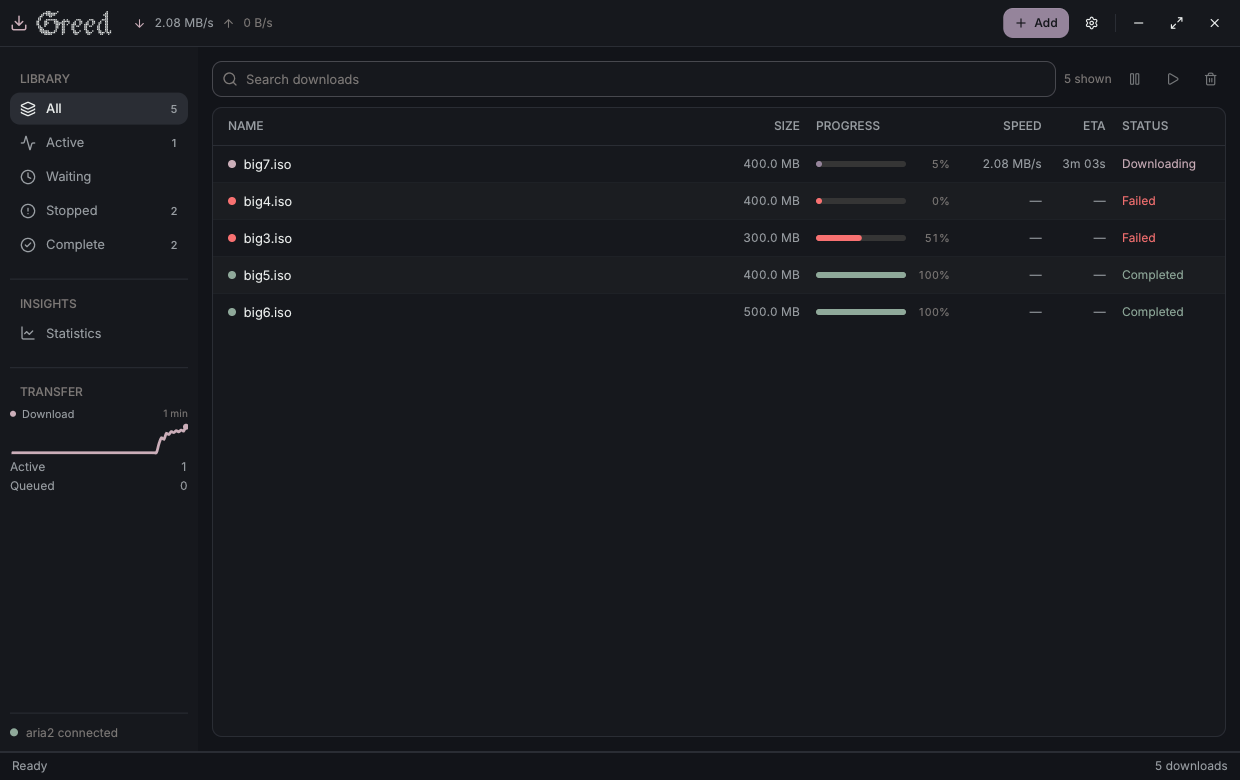 Greed
2.08 MB/s 0 B/s
Add
LIBRARY
All 5
Active 1
Waiting
Stopped 2
Complete 2
INSIGHTS
Statistics
TRANSFER
Download 1 min
Active 1
Queued 0
aria2 connected
Search downloads
5 shown
NAME SIZE PROGRESS SPEED ETA STATUS
big7.iso 400.0 MB 5% 2.08 MB/s 3m 03s Downloading
big4.iso 400.0 MB 0% — — Failed
big3.iso 300.0 MB 51% — — Failed
big5.iso 400.0 MB 100% — — Completed
big6.iso 500.0 MB 100% — — Completed
Ready 5 downloads